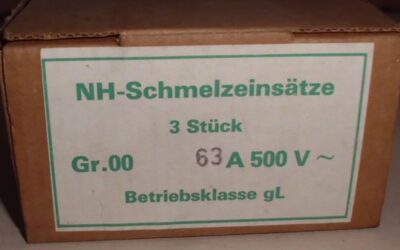 NH-Schmelzeinsätze
3 Stück
Gr.00 63 A 500 V ~
Betriebsklasse gL